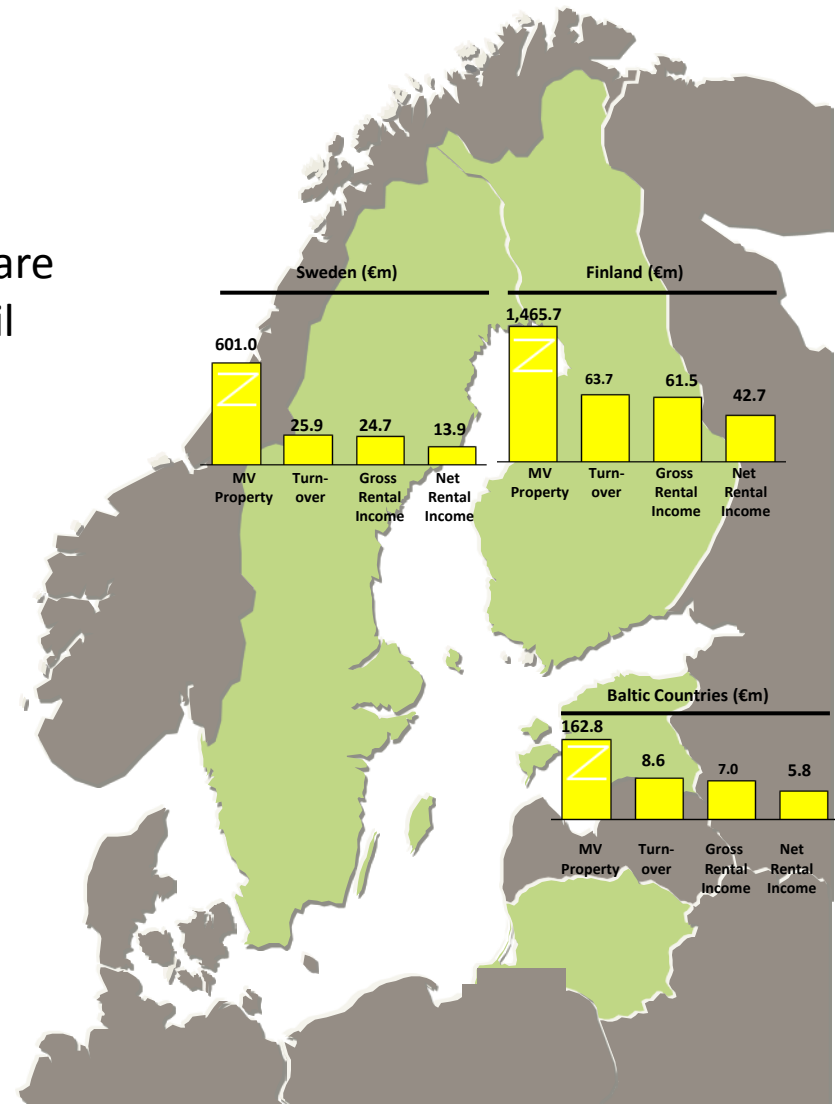 are
il
Sweden (€m)
601.0
25.9
24.7
13.9
MV
Property
Turn-
over
Gross
Rental
Income
Net
Rental
Income
Finland (€m)
1,465.7
63.7
61.5
42.7
MV
Property
Turn-
over
Gross
Rental
Income
Net
Rental
Income
Baltic Countries (€m)
162.8
8.6
7.0
5.8
MV
Property
Turn-
over
Gross
Rental
Income
Net
Rental
Income